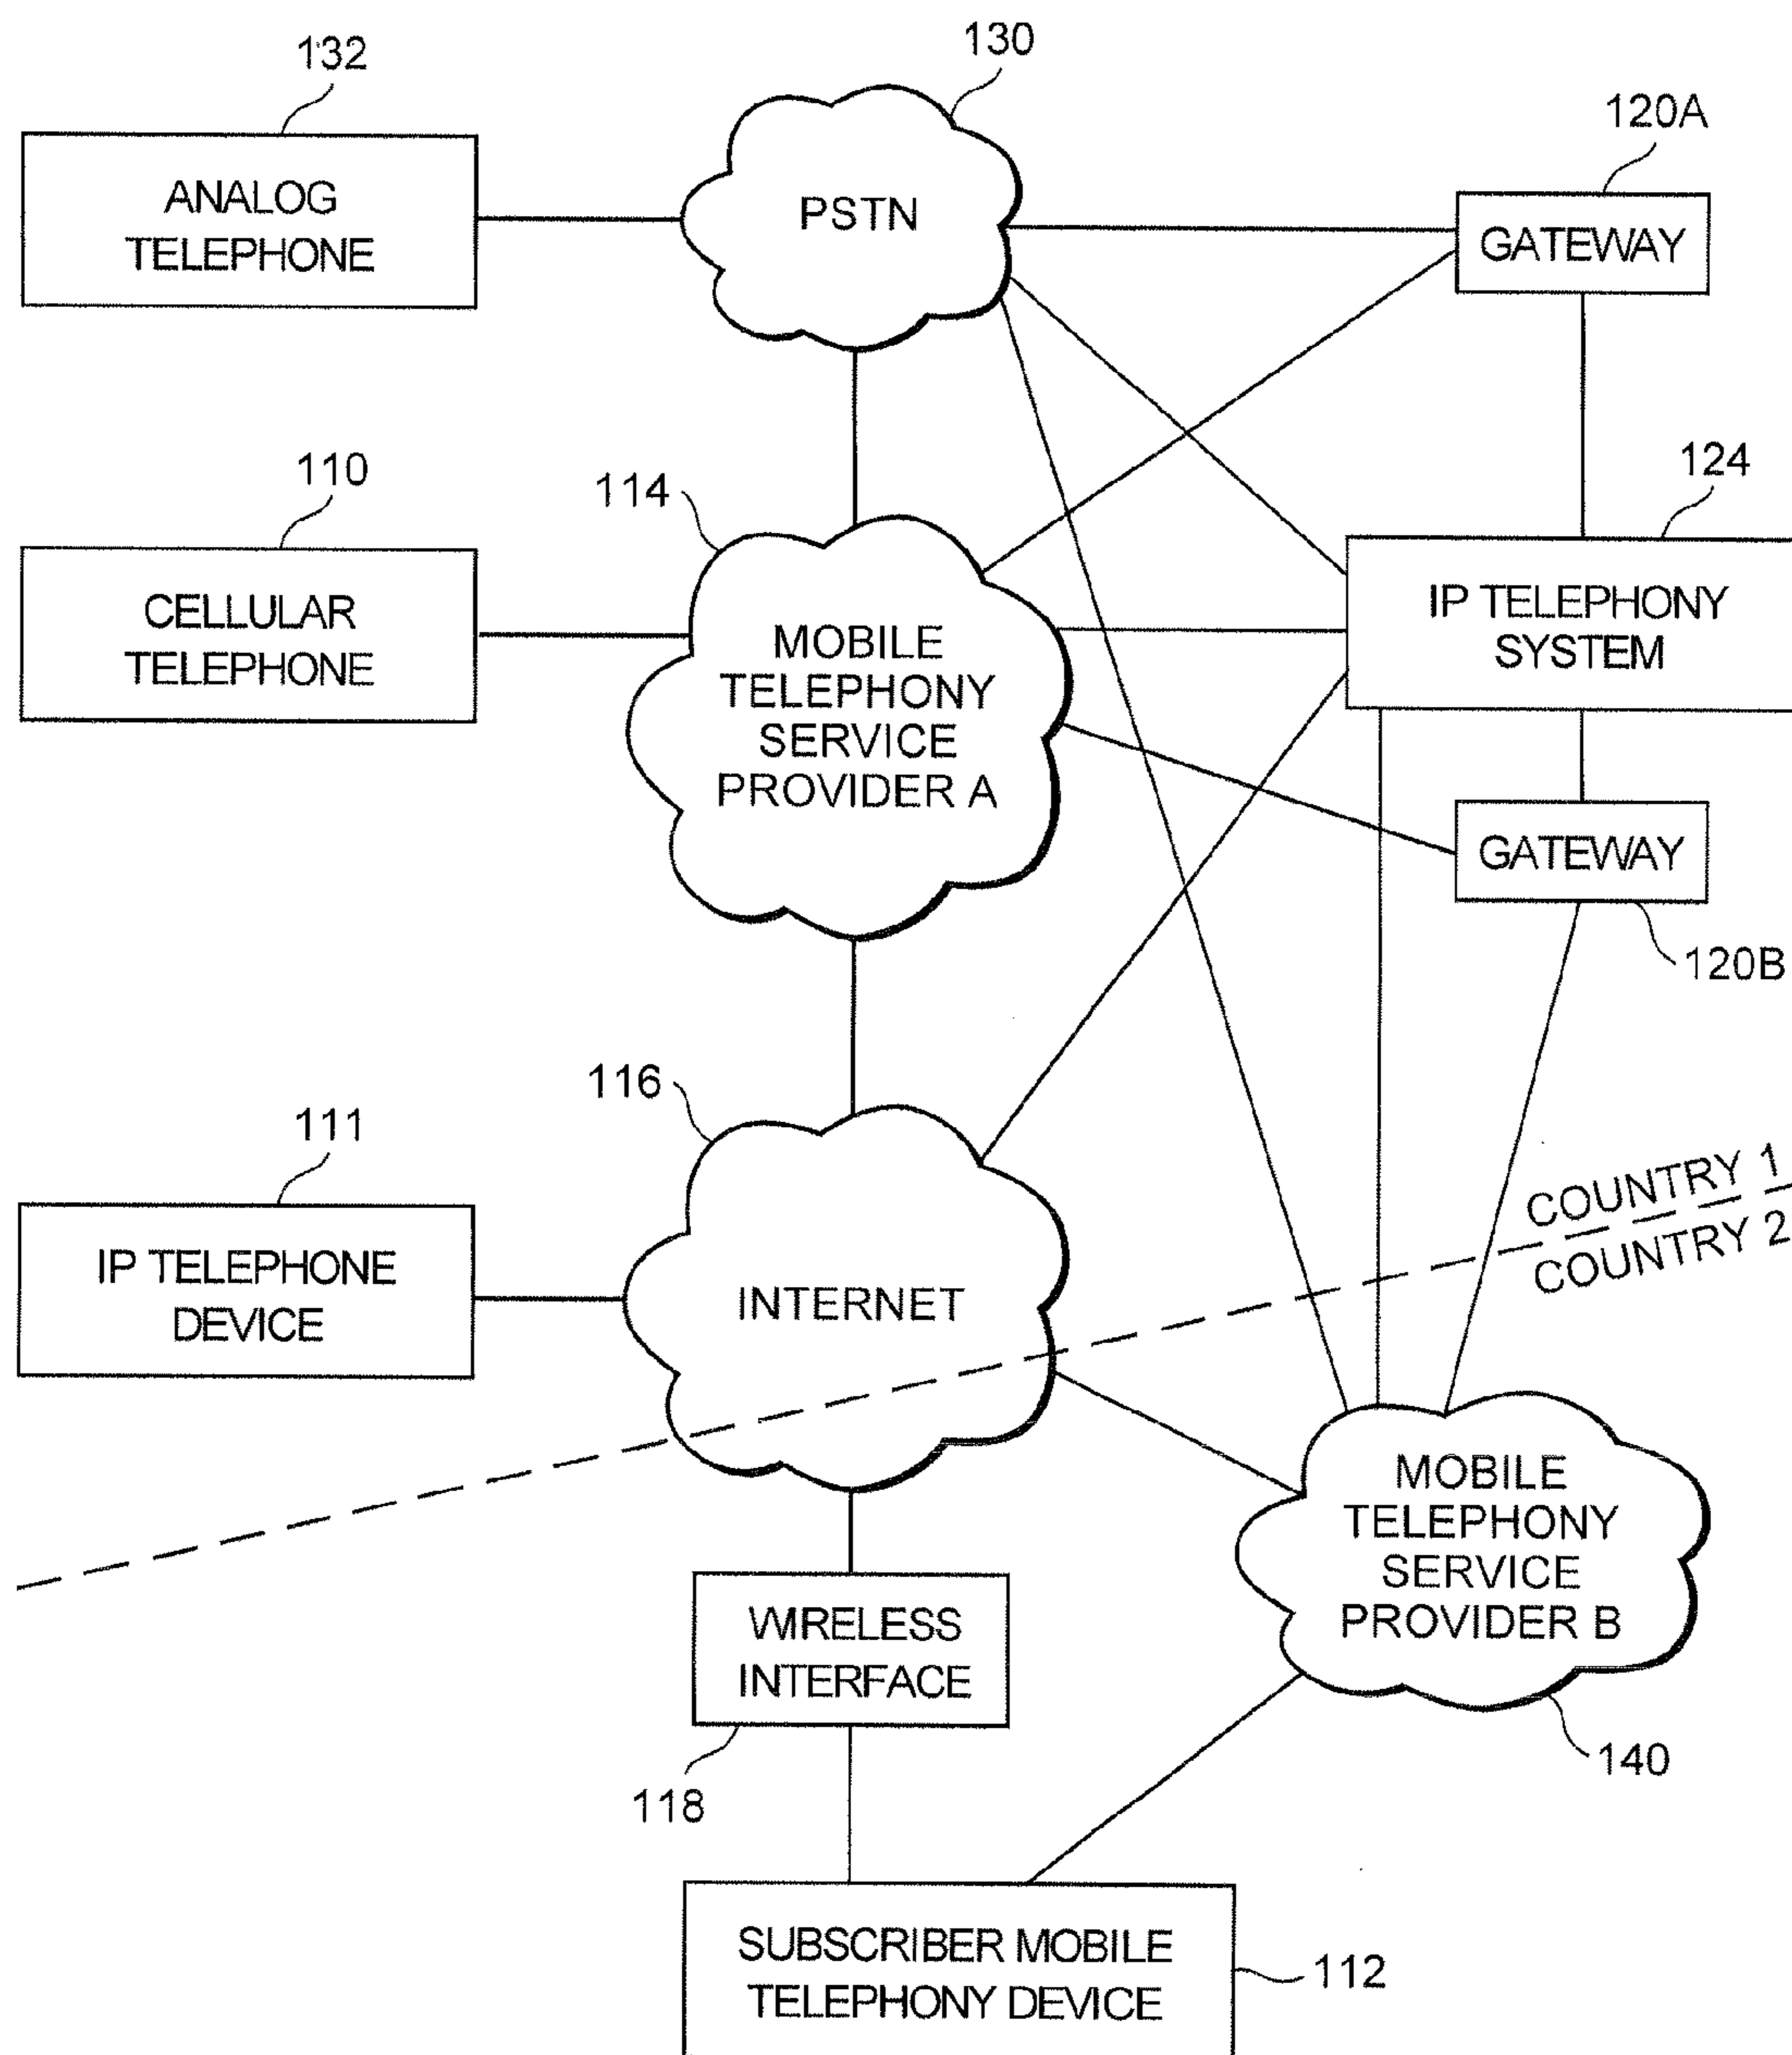 132
130
120A
ANALOG
TELEPHONE
PSTN
GATEWAY
110
114
124
CELLULAR
TELEPHONE
MOBILE
TELEPHONY
SERVICE
PROVIDER A
IP TELEPHONY
SYSTEM
GATEWAY
120B
116
111
IP TELEPHONE
DEVICE
INTERNET
COUNTRY 1
COUNTRY 2
MOBILE
TELEPHONY
SERVICE
PROVIDER B
WIRELESS
INTERFACE
118
140
SUBSCRIBER MOBILE
TELEPHONY DEVICE
112